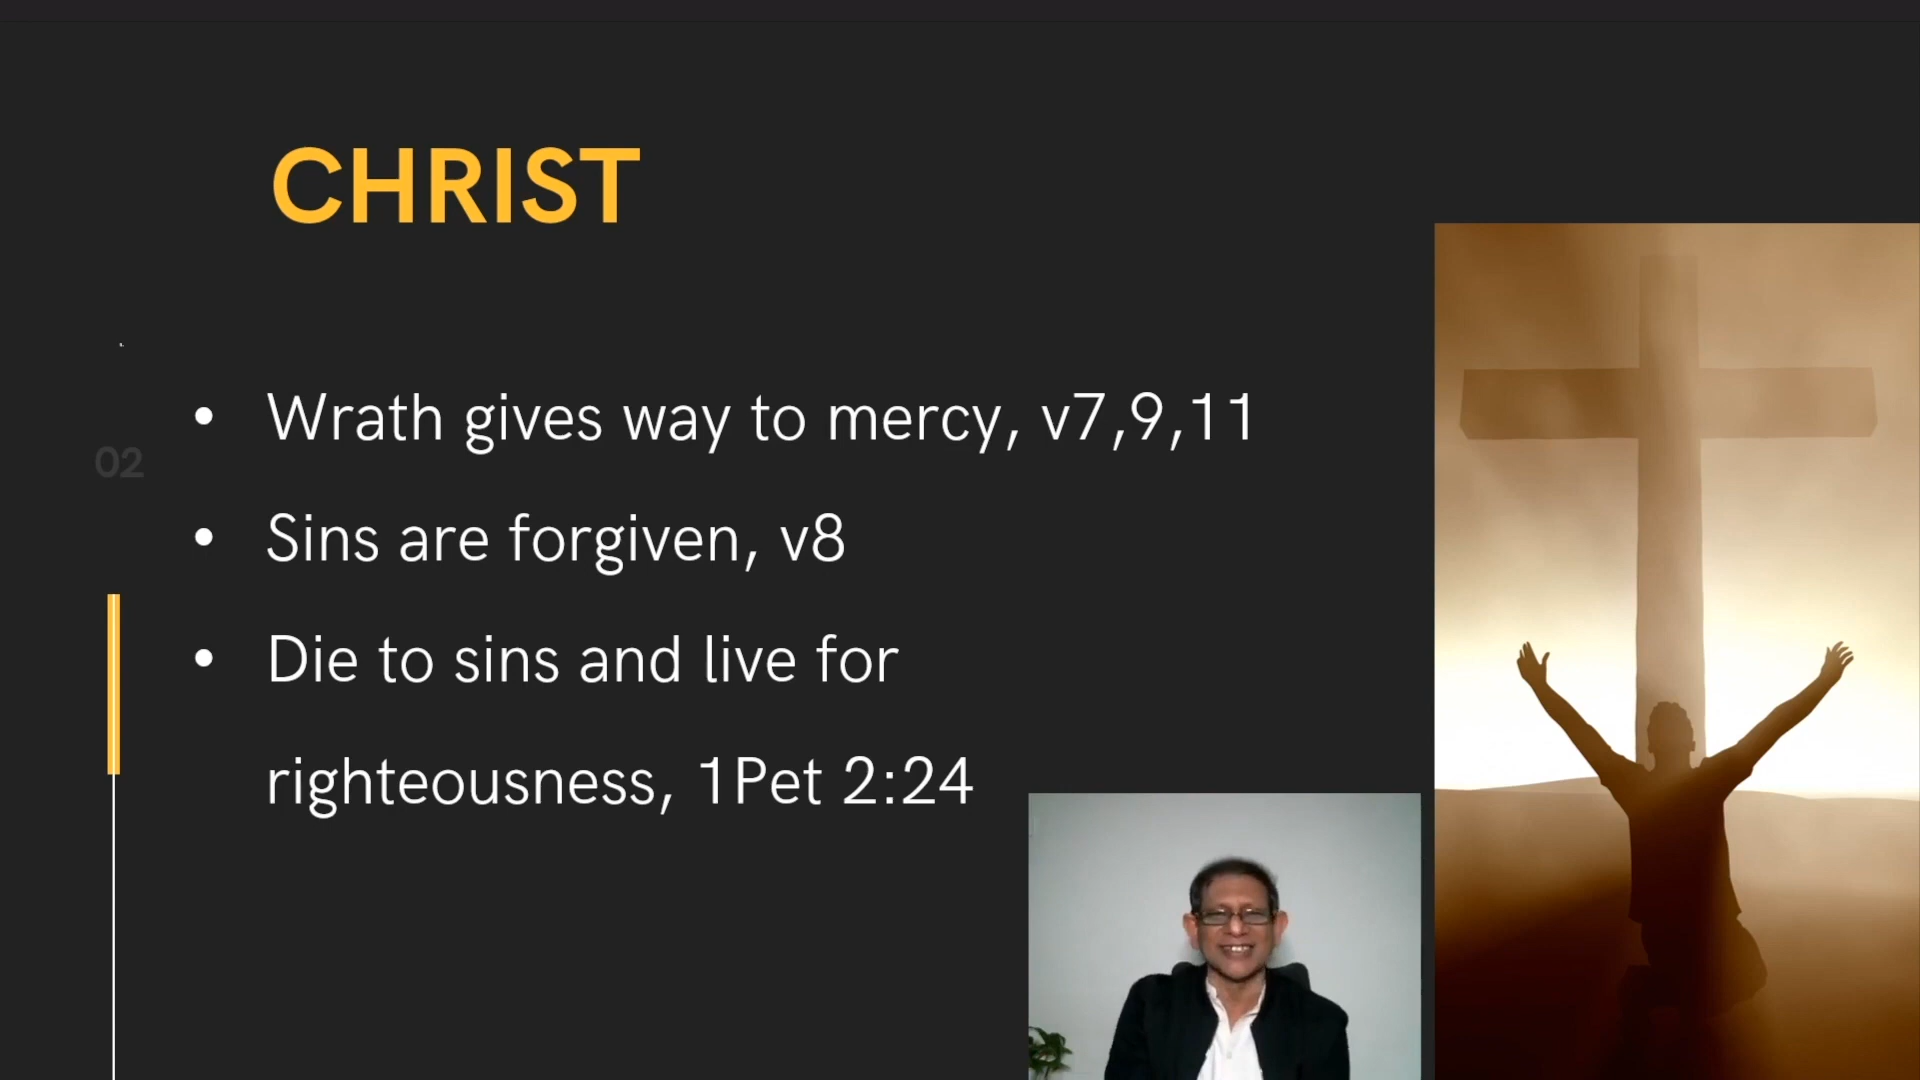 CHRIST
• Wrath gives way to mercy, v7,9,11
02
• Sins are forgiven, v8
• Die to sins and live for
righteousness, 1Pet 2:24